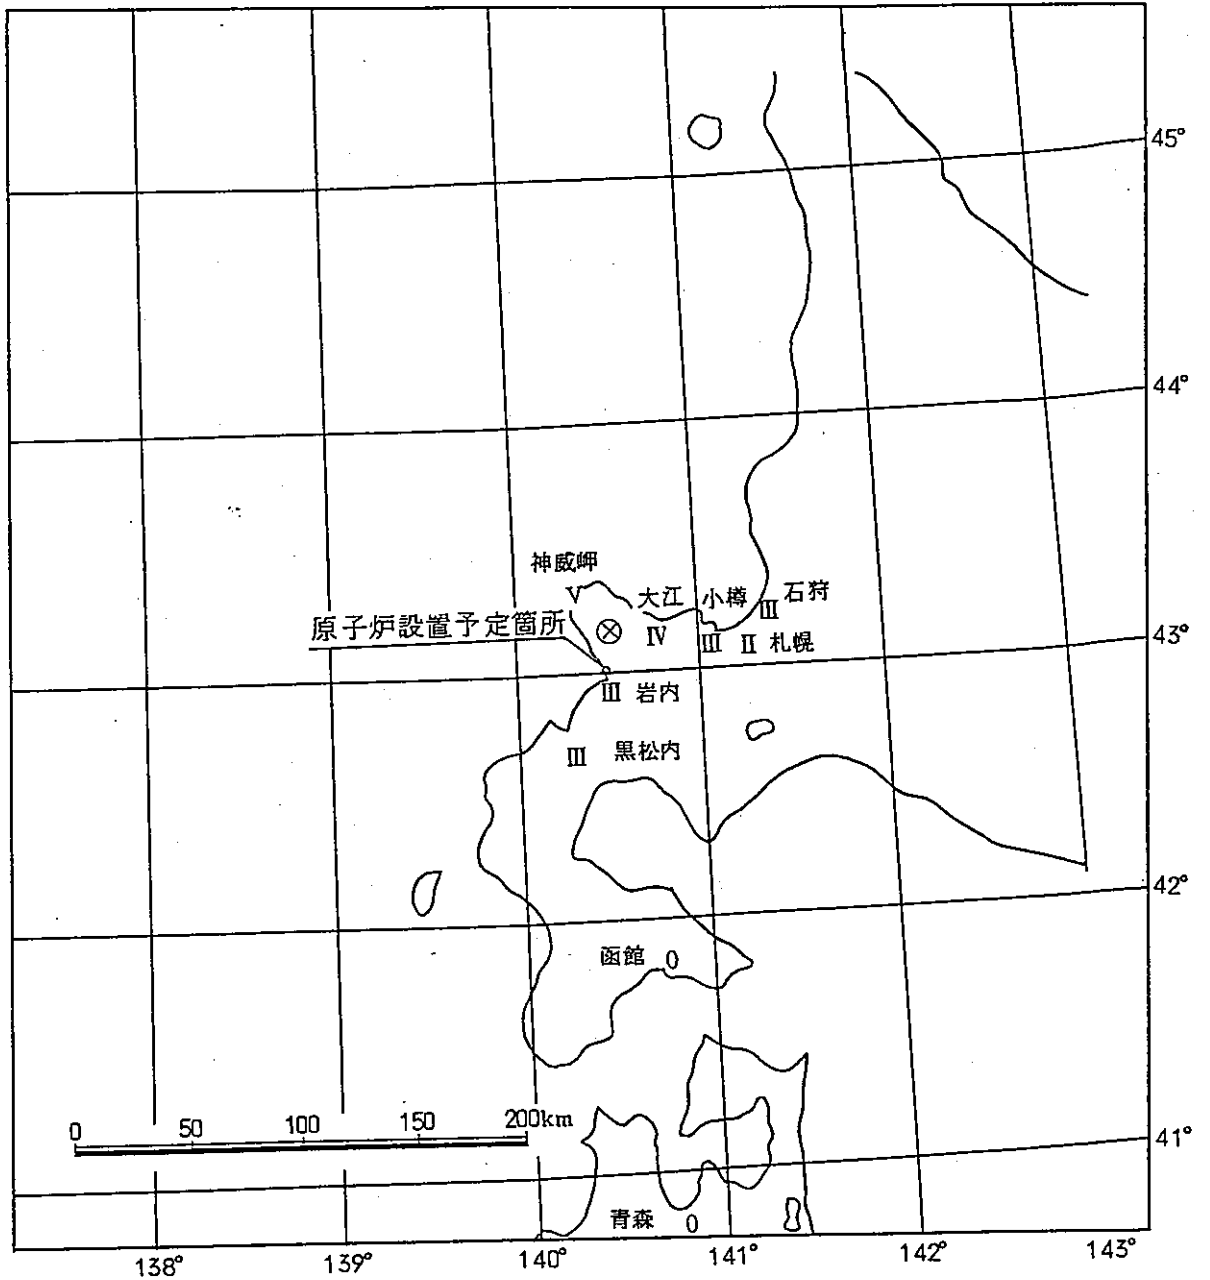 45°
44°
神威岬
V
大江 小樽 III 石狩
原子炉設置予定箇所
IV III II 札幌
43°
III 岩内
III 黒松内
42°
函館 0
0 50 100 150 200km
41°
青森 0
138° 139° 140° 141° 142° 143°